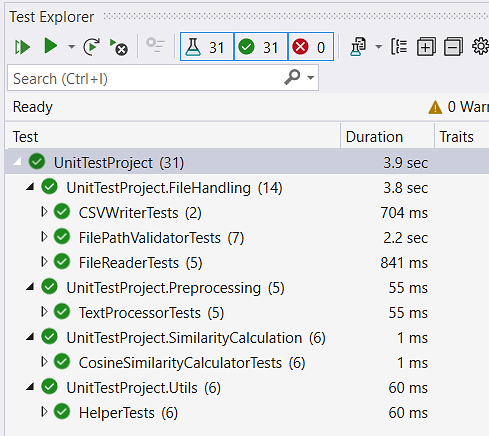 Test Explorer
31 31 0
Search (Ctrl+I)
Ready 0 Warn
Test Duration Traits
UnitTestProject (31) 3.9 sec
UnitTestProject.FileHandling (14) 3.8 sec
CSVWriterTests (2) 704 ms
FilePathValidatorTests (7) 2.2 sec
FileReaderTests (5) 841 ms
UnitTestProject.Preprocessing (5) 55 ms
TextProcessorTests (5) 55 ms
UnitTestProject.SimilarityCalculation (6) 1 ms
CosineSimilarityCalculatorTests (6) 1 ms
UnitTestProject.Utils (6) 60 ms
HelperTests (6) 60 ms